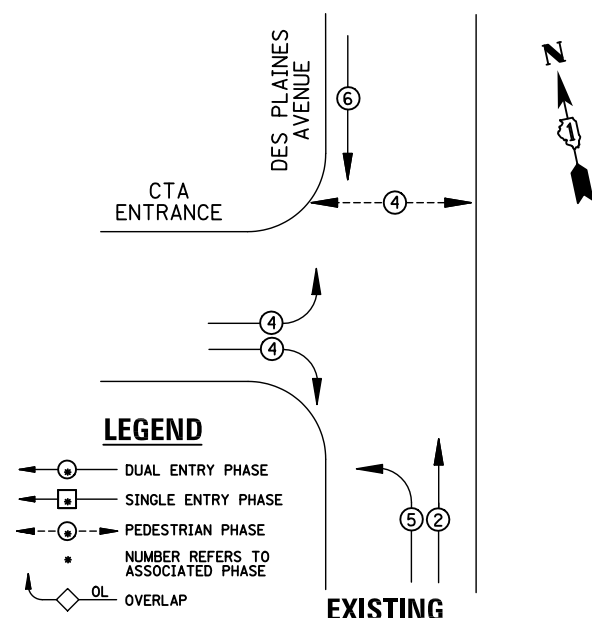 DES PLAINES
AVENUE
N
1
6
CTA
ENTRANCE
4
4
4
LEGEND
* DUAL ENTRY PHASE
* SINGLE ENTRY PHASE
* PEDESTRIAN PHASE
* NUMBER REFERS TO
ASSOCIATED PHASE
OL OVERLAP
5 2
EXISTING